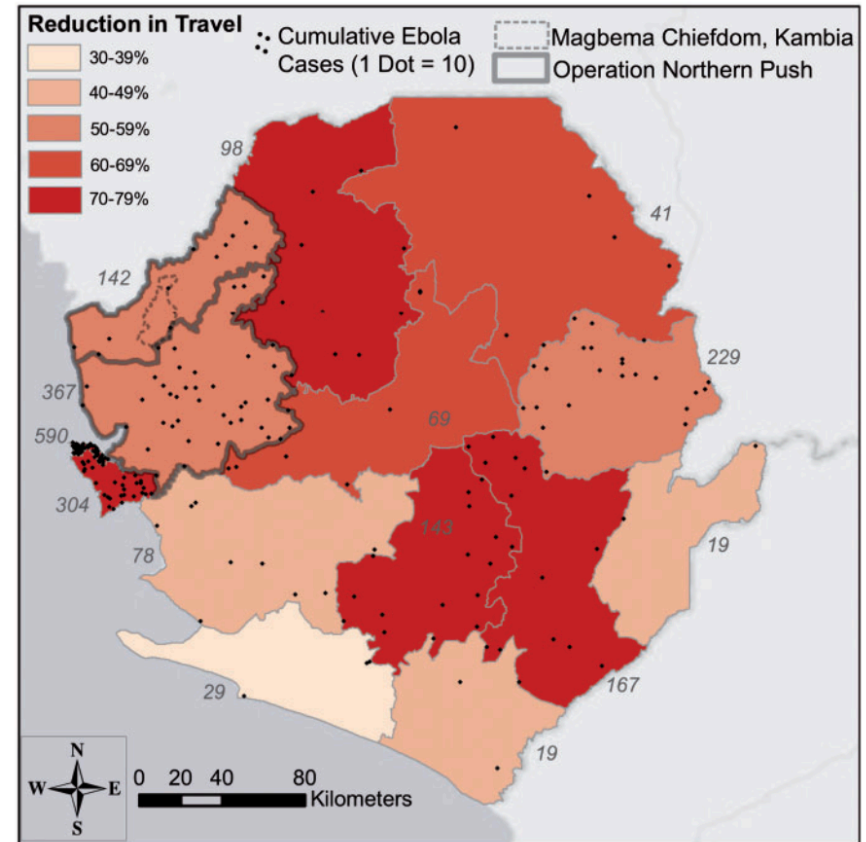 Reduction in Travel
30-39%
40-49%
50-59%
60-69%
70-79%
Cumulative Ebola
Cases (1 Dot = 10)
Magbema Chiefdom, Kambia
Operation Northern Push
98
41
142
229
367
69
590
304
143
78
19
167
29
19
N
W E
S
0 20 40 80
Kilometers